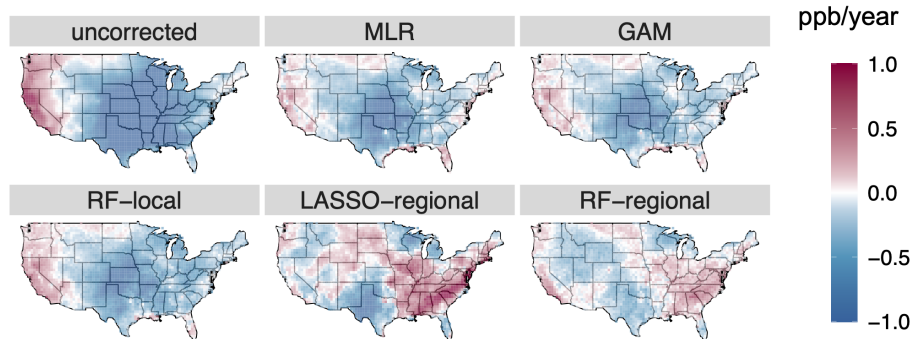 ppb/year
uncorrected
MLR
GAM
RF−local
LASSO−regional
RF−regional
1.0
0.5
0.0
−0.5
−1.0